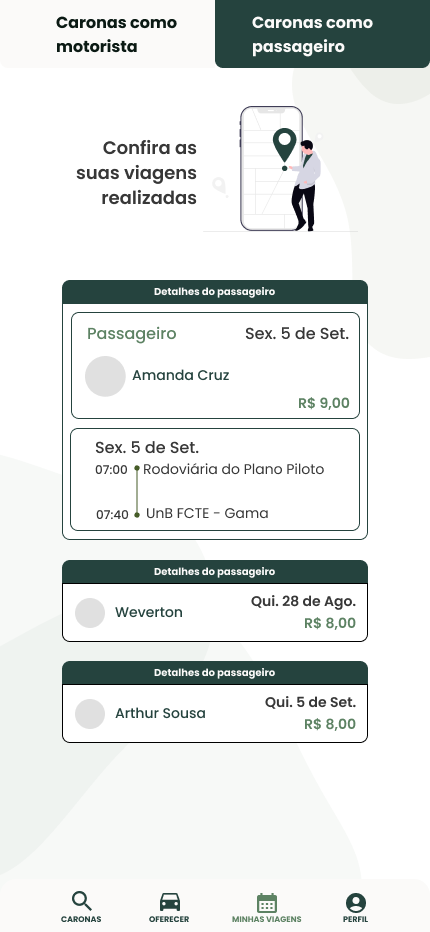 Caronas como
motorista
Caronas como
passageiro
Confira as
suas viagens
realizadas
Detalhes do passageiro
Passageiro
Sex. 5 de Set.
Amanda Cruz
R$ 9,00
Sex. 5 de Set.
07:00 Rodoviária do Plano Piloto
07:40 UnB FCTE - Gama
Detalhes do passageiro
Weverton
Qui. 28 de Ago.
R$ 8,00
Detalhes do passageiro
Arthur Sousa
Qui. 5 de Set.
R$ 8,00
CARONAS
OFERECER
MINHAS VIAGENS
PERFIL